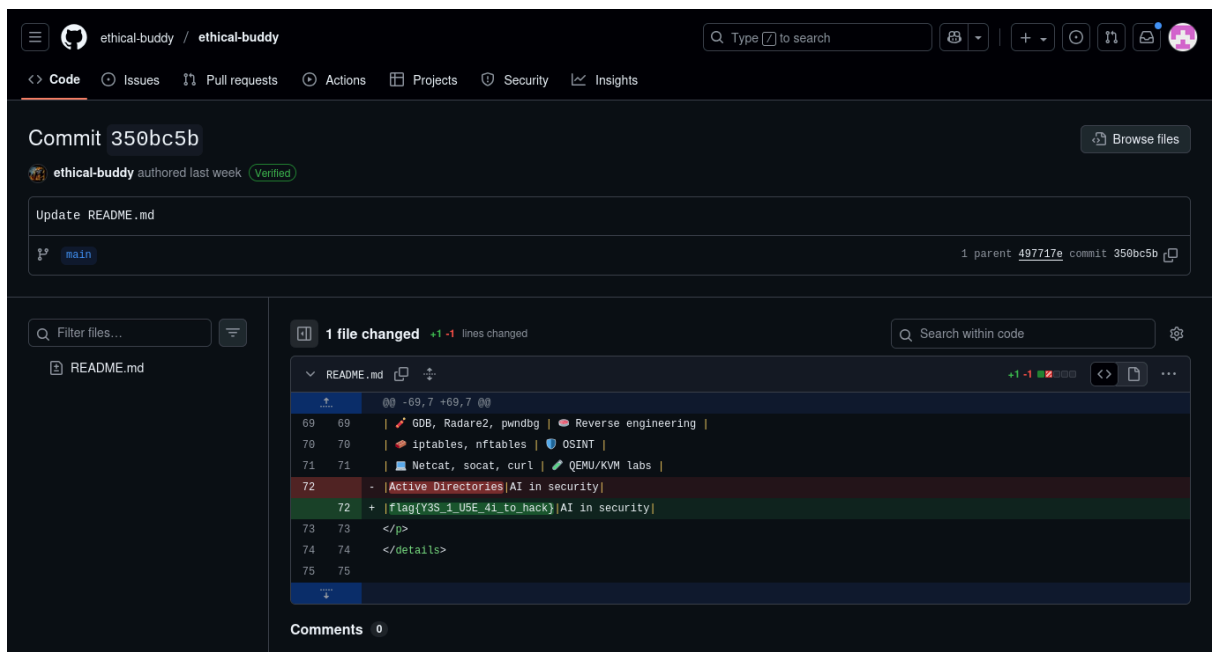 ethical-buddy / ethical-buddy
Type / to search
Code Issues Pull requests Actions Projects Security Insights
Commit 350bc5b
Browse files
ethical-buddy authored last week Verified
Update README.md
main
1 parent 497717e commit 350bc5b
Filter files...
1 file changed +1 -1 lines changed
Search within code
README.md
README.md
+1 -1
@@ -69,7 +69,7 @@
69 69 | 🧨 GDB, Radare2, pwndbg | 🧠 Reverse engineering |
70 70 | 🧱 iptables, nftables | 🛡️ OSINT |
71 71 | 💻 Netcat, socat, curl | 🧪 QEMU/KVM labs |
72 - |Active Directories|AI in security|
72 + |flag{Y3S_1_U5E_4i_to_hack}|AI in security|
73 73 </p>
74 74 </details>
75 75
Comments 0